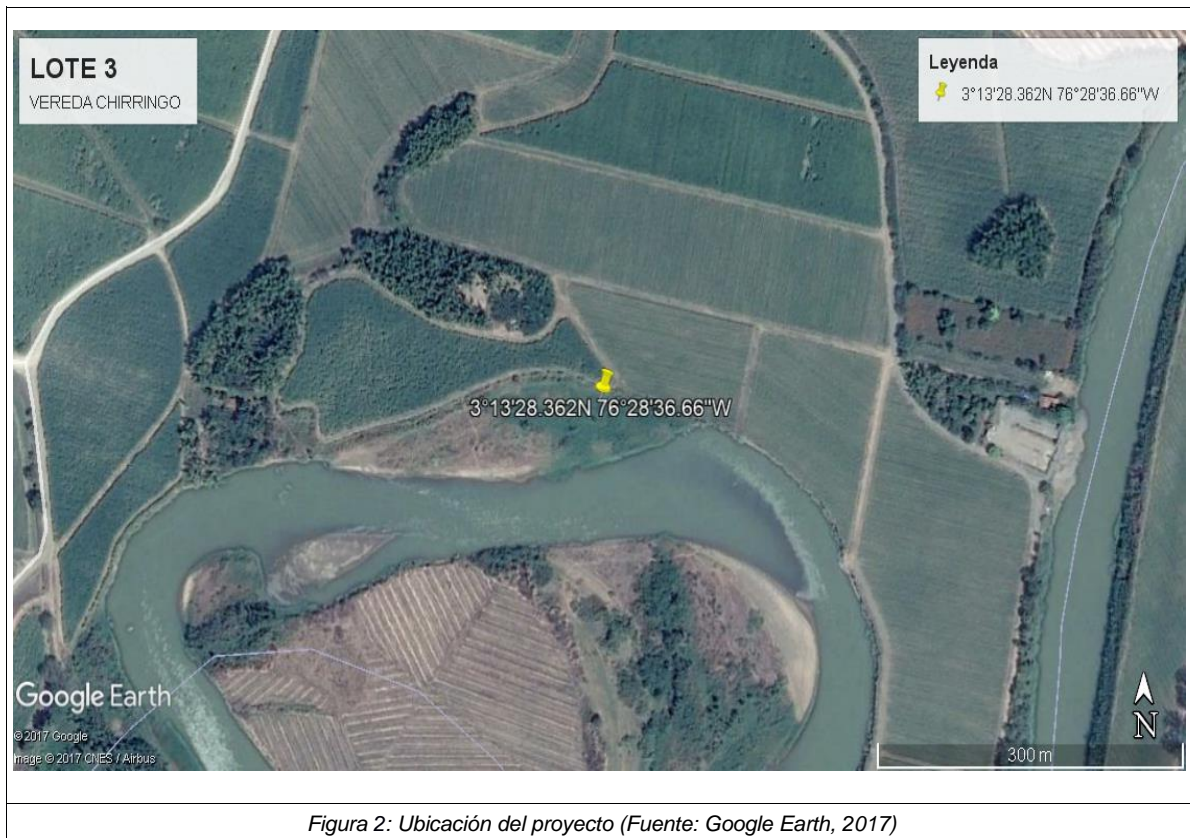 LOTE 3
VEREDA CHIRRINGO
Leyenda
3°13'28.362N 76°28'36.66"W
3°13'28.362N 76°28'36.66"W
Google Earth
© 2017 Google
Image © 2017 CNES / Airbus
N
300 m
Figura 2: Ubicación del proyecto (Fuente: Google Earth, 2017)